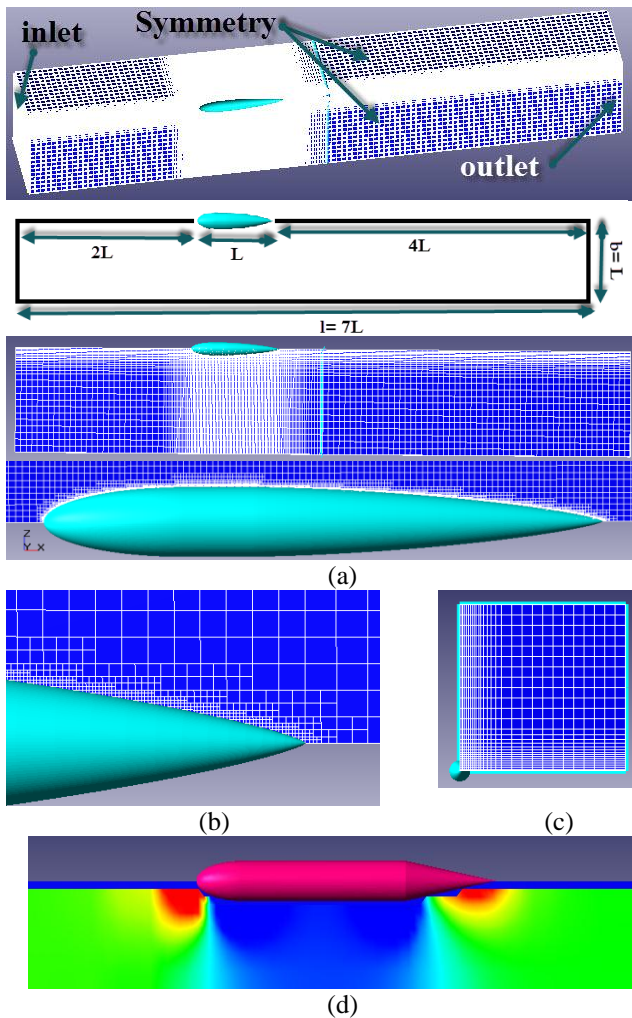 inlet
Symmetry
outlet
2L
L
4L
b= L
l= 7L
Z
Y X
(a)
(b)
(c)
(d)